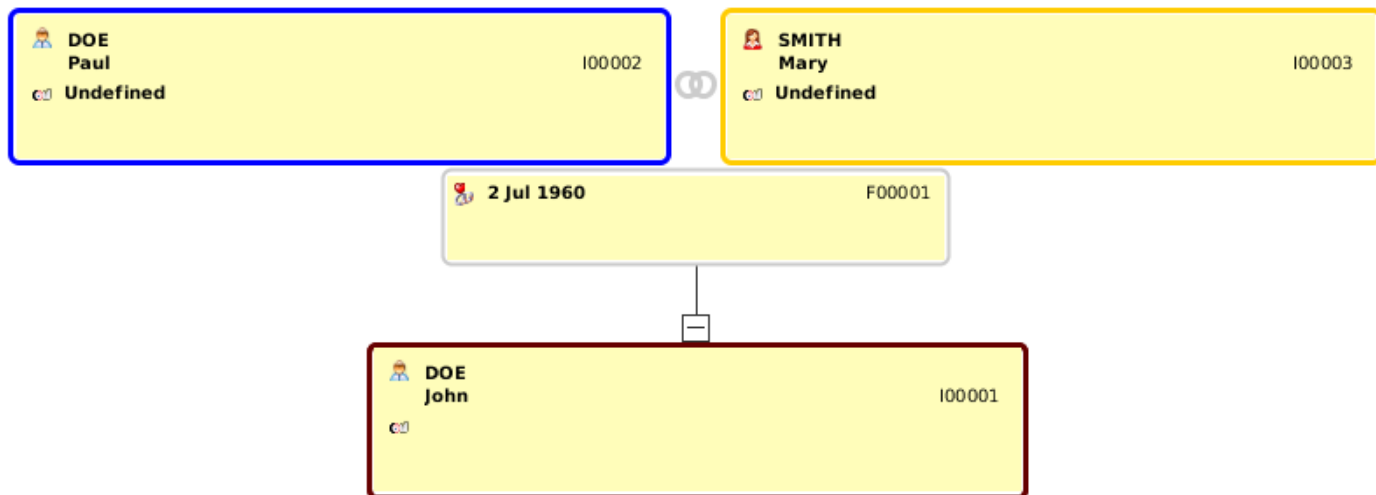 DOE
Paul I00002
Undefined
SMITH
Mary I00003
Undefined
2 Jul 1960 F00001
DOE
John I00001